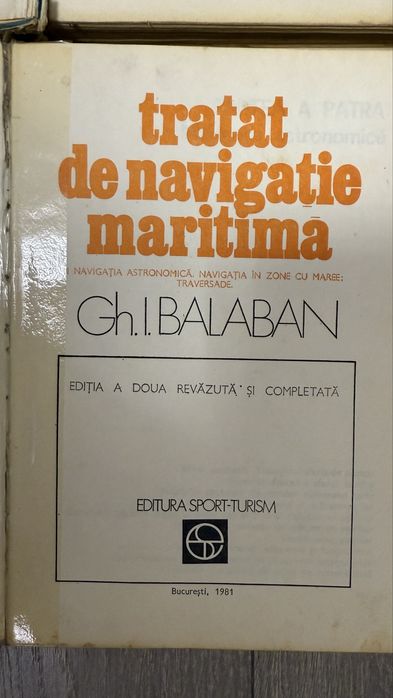 tratat
de navigație
maritimă
NAVIGAȚIA ASTRONOMICĂ. NAVIGAȚIA ÎN ZONE CU MAREE;
TRAVERSADE.
Gh. I. BALABAN
EDIȚIA A DOUA REVĂZUTĂ ȘI COMPLETATĂ
EDITURA SPORT-TURISM
București, 1981